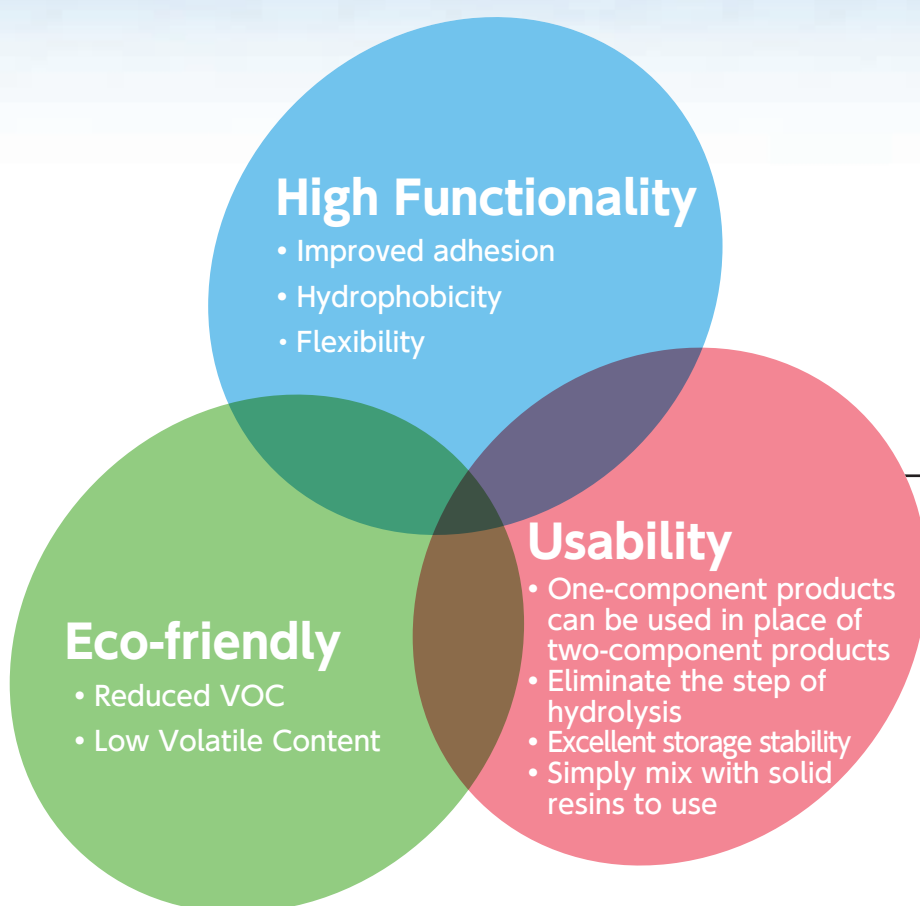 High Functionality
• Improved adhesion
• Hydrophobicity
• Flexibility
Eco-friendly
• Reduced VOC
• Low Volatile Content
Usability
• One-component products
can be used in place of
two-component products
• Eliminate the step of
hydrolysis
• Excellent storage stability
• Simply mix with solid
resins to use